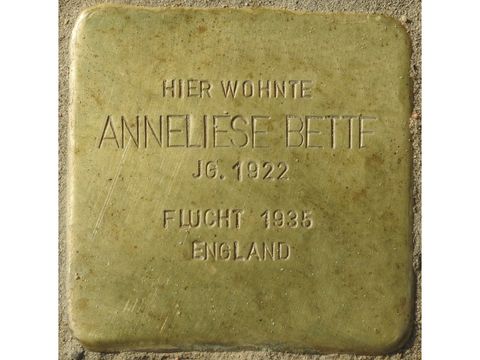 HIER WOHNTE
ANNELIESE BETTE
JG. 1922
FLUCHT 1935
ENGLAND